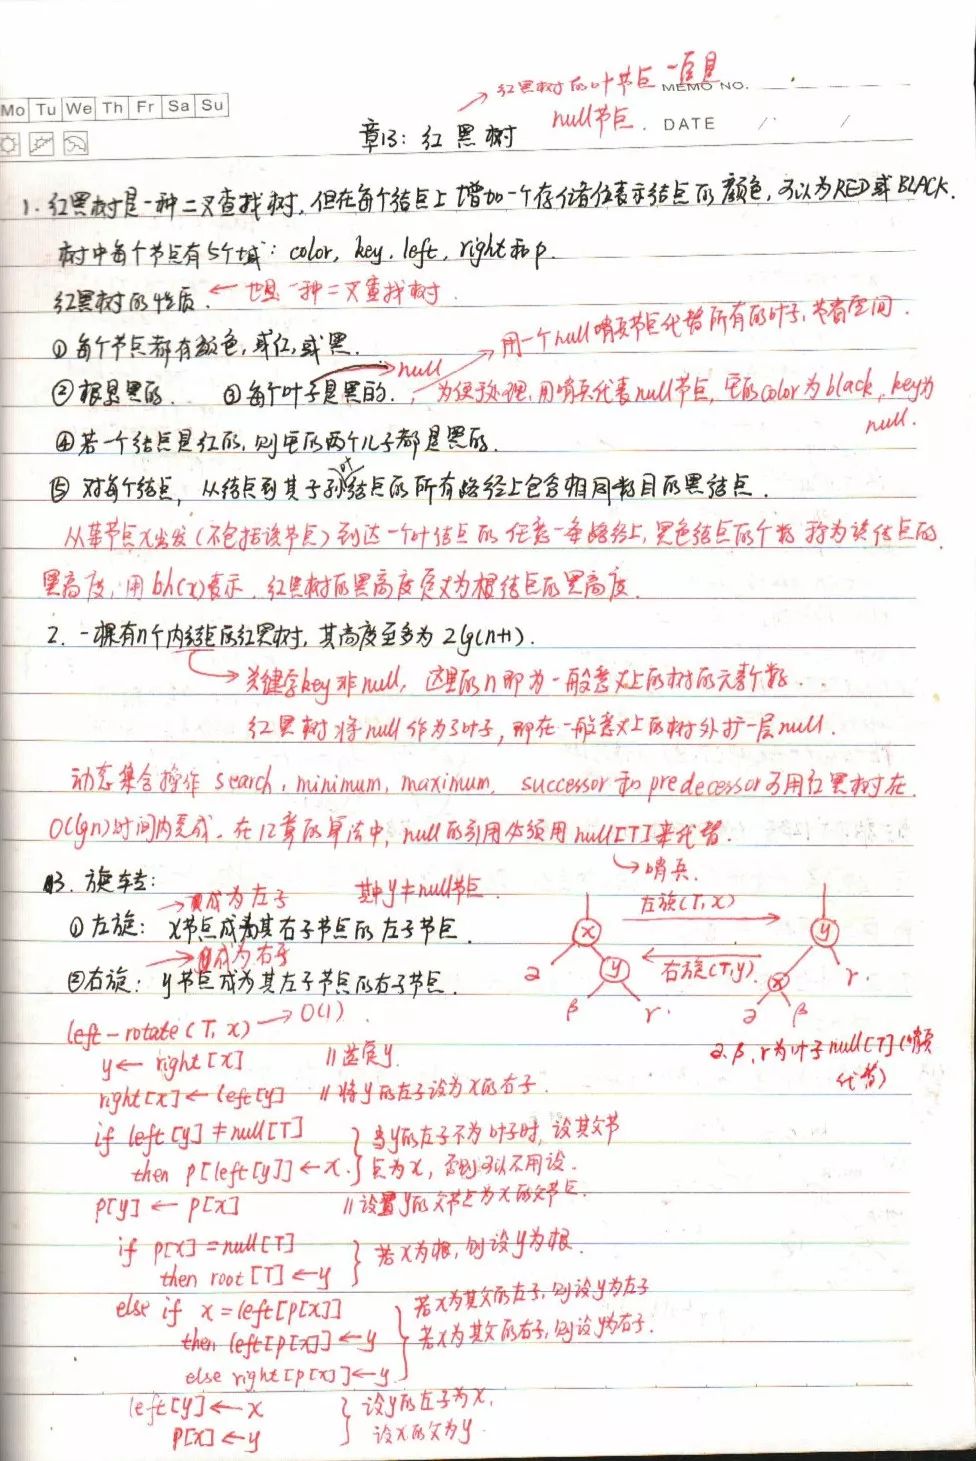 红黑树的叶节点一定是
MEMO NO.
Mo Tu We Th Fr Sa Su
null节点.
DATE / /
章13: 红黑树
1. 红黑树是一种二叉查找树, 但在每个结点上增加一个存储位表示结点的颜色, 可以为RED或BLACK.
树中每个节点有5个域: color, key, left, right和p.
红黑树的性质. ← 也是一种二叉查找树.
① 每个节点都有颜色, 或红, 或黑.
用一个null哨兵节点代替所有的叶子, 节省空间.
null
② 根是黑的. ③ 每个叶子是黑的.
为便于处理, 用哨兵代表null节点, 它的color为black, key为
null.
④ 若一个结点是红的, 则它的两个儿子都是黑的.
⑤ 对每个结点, 从结点到其子孙结点的所有路径上包含相同数目的黑结点.
从某节点x出发(不包括该节点)到达一个叶结点的任意一条路径上, 黑色结点的个数称为该结点的
黑高度, 用bh(x)表示. 红黑树的黑高度定义为根结点的黑高度.
2. 一棵有n个内结点的红黑树, 其高度至多为2lg(n+1).
关键字key非null, 这里的n即为一般意义上的树的元素个数.
红黑树将null作为了叶子, 即在一般意义上的树外扩一层null.
动态集合操作search, minimum, maximum, successor和predecessor可用红黑树在
O(lgn)时间内完成. 在12章的算法中, null的引用必须用null[T]来代替.
哨兵.
3. 旋转:
→ 成为左子
其中y≠null节点.
① 左旋: x节点成为其右子节点的左子节点.
→ 成为右子
② 右旋: y节点成为其左子节点的右子节点.
左旋(T, x)
右旋(T, y)
x
y
∂
β
r
y
x
r
∂
β
∂, β, r为叶子null[T](哨兵
代替)
left-rotate(T, x) → O(1)
y ← right[x] // 选定y.
right[x] ← left[y] // 将y的左子设为x的右子.
if left[y] ≠ null[T] 当y的左子不为叶子时, 设其父节
then p[left[y]] ← x. 点为x, 否则可以不用设.
p[y] ← p[x] // 设置y的父节点为x的父节点.
if p[x] = null[T]
then root[T] ← y
若x为根, 则设y为根.
else if x = left[p[x]] 若x为其父的左子, 则设y为左子
then left[p[x]] ← y 若x为其父的右子, 则设y为右子.
else right[p[x]] ← y
left[y] ← x 设y的左子为x,
p[x] ← y 设x的父为y.